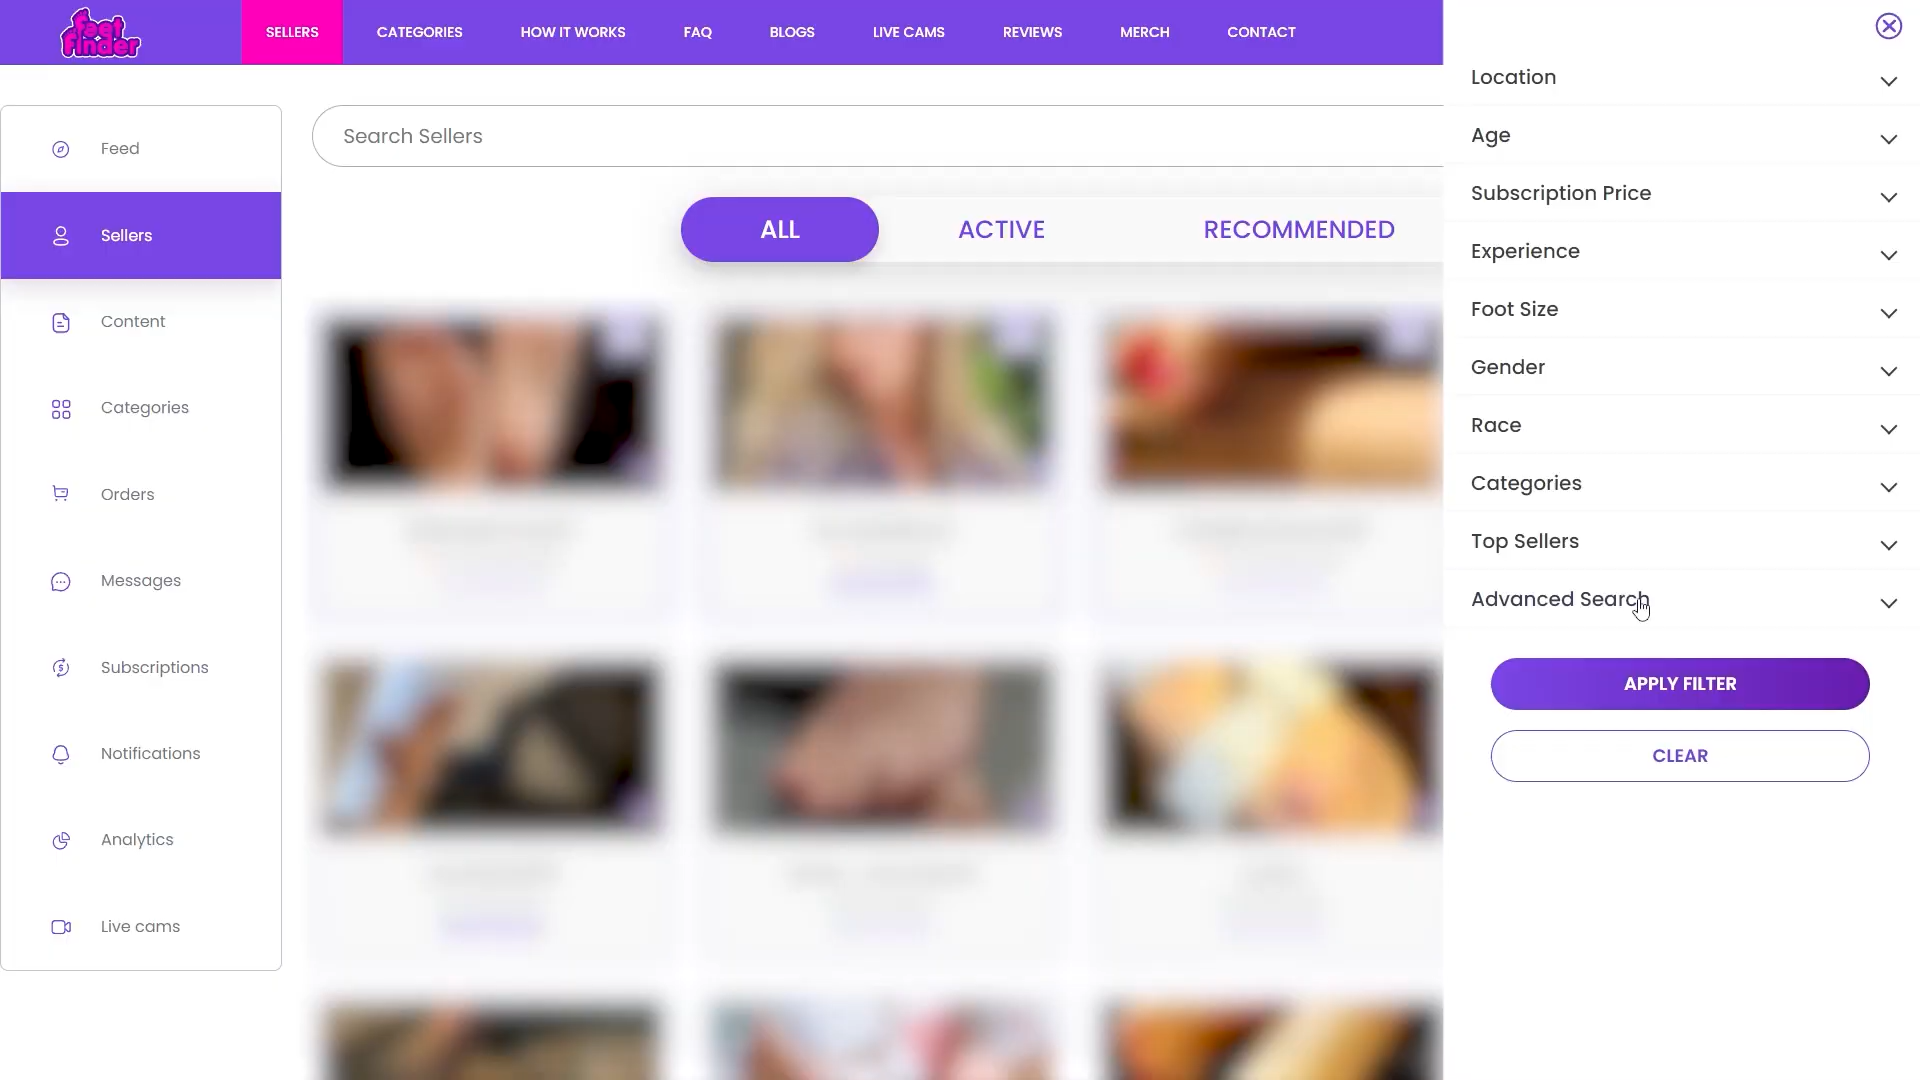 feet
finder
SELLERS
CATEGORIES
HOW IT WORKS
FAQ
BLOGS
LIVE CAMS
REVIEWS
MERCH
CONTACT
Feed
Sellers
Content
Categories
Orders
Messages
Subscriptions
Notifications
Analytics
Live cams
Search Sellers
ALL
ACTIVE
RECOMMENDED
Location
Age
Subscription Price
Experience
Foot Size
Gender
Race
Categories
Top Sellers
Advanced Search
APPLY FILTER
CLEAR